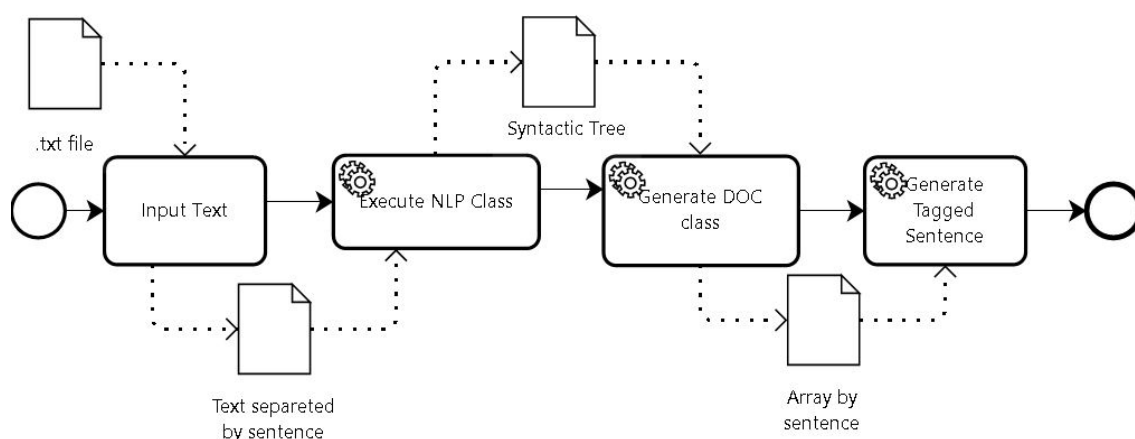 .txt file
Syntactic Tree
Input Text
Execute NLP Class
Generate DOC
class
Generate
Tagged
Sentence
Text separeted
by sentence
Array by
sentence